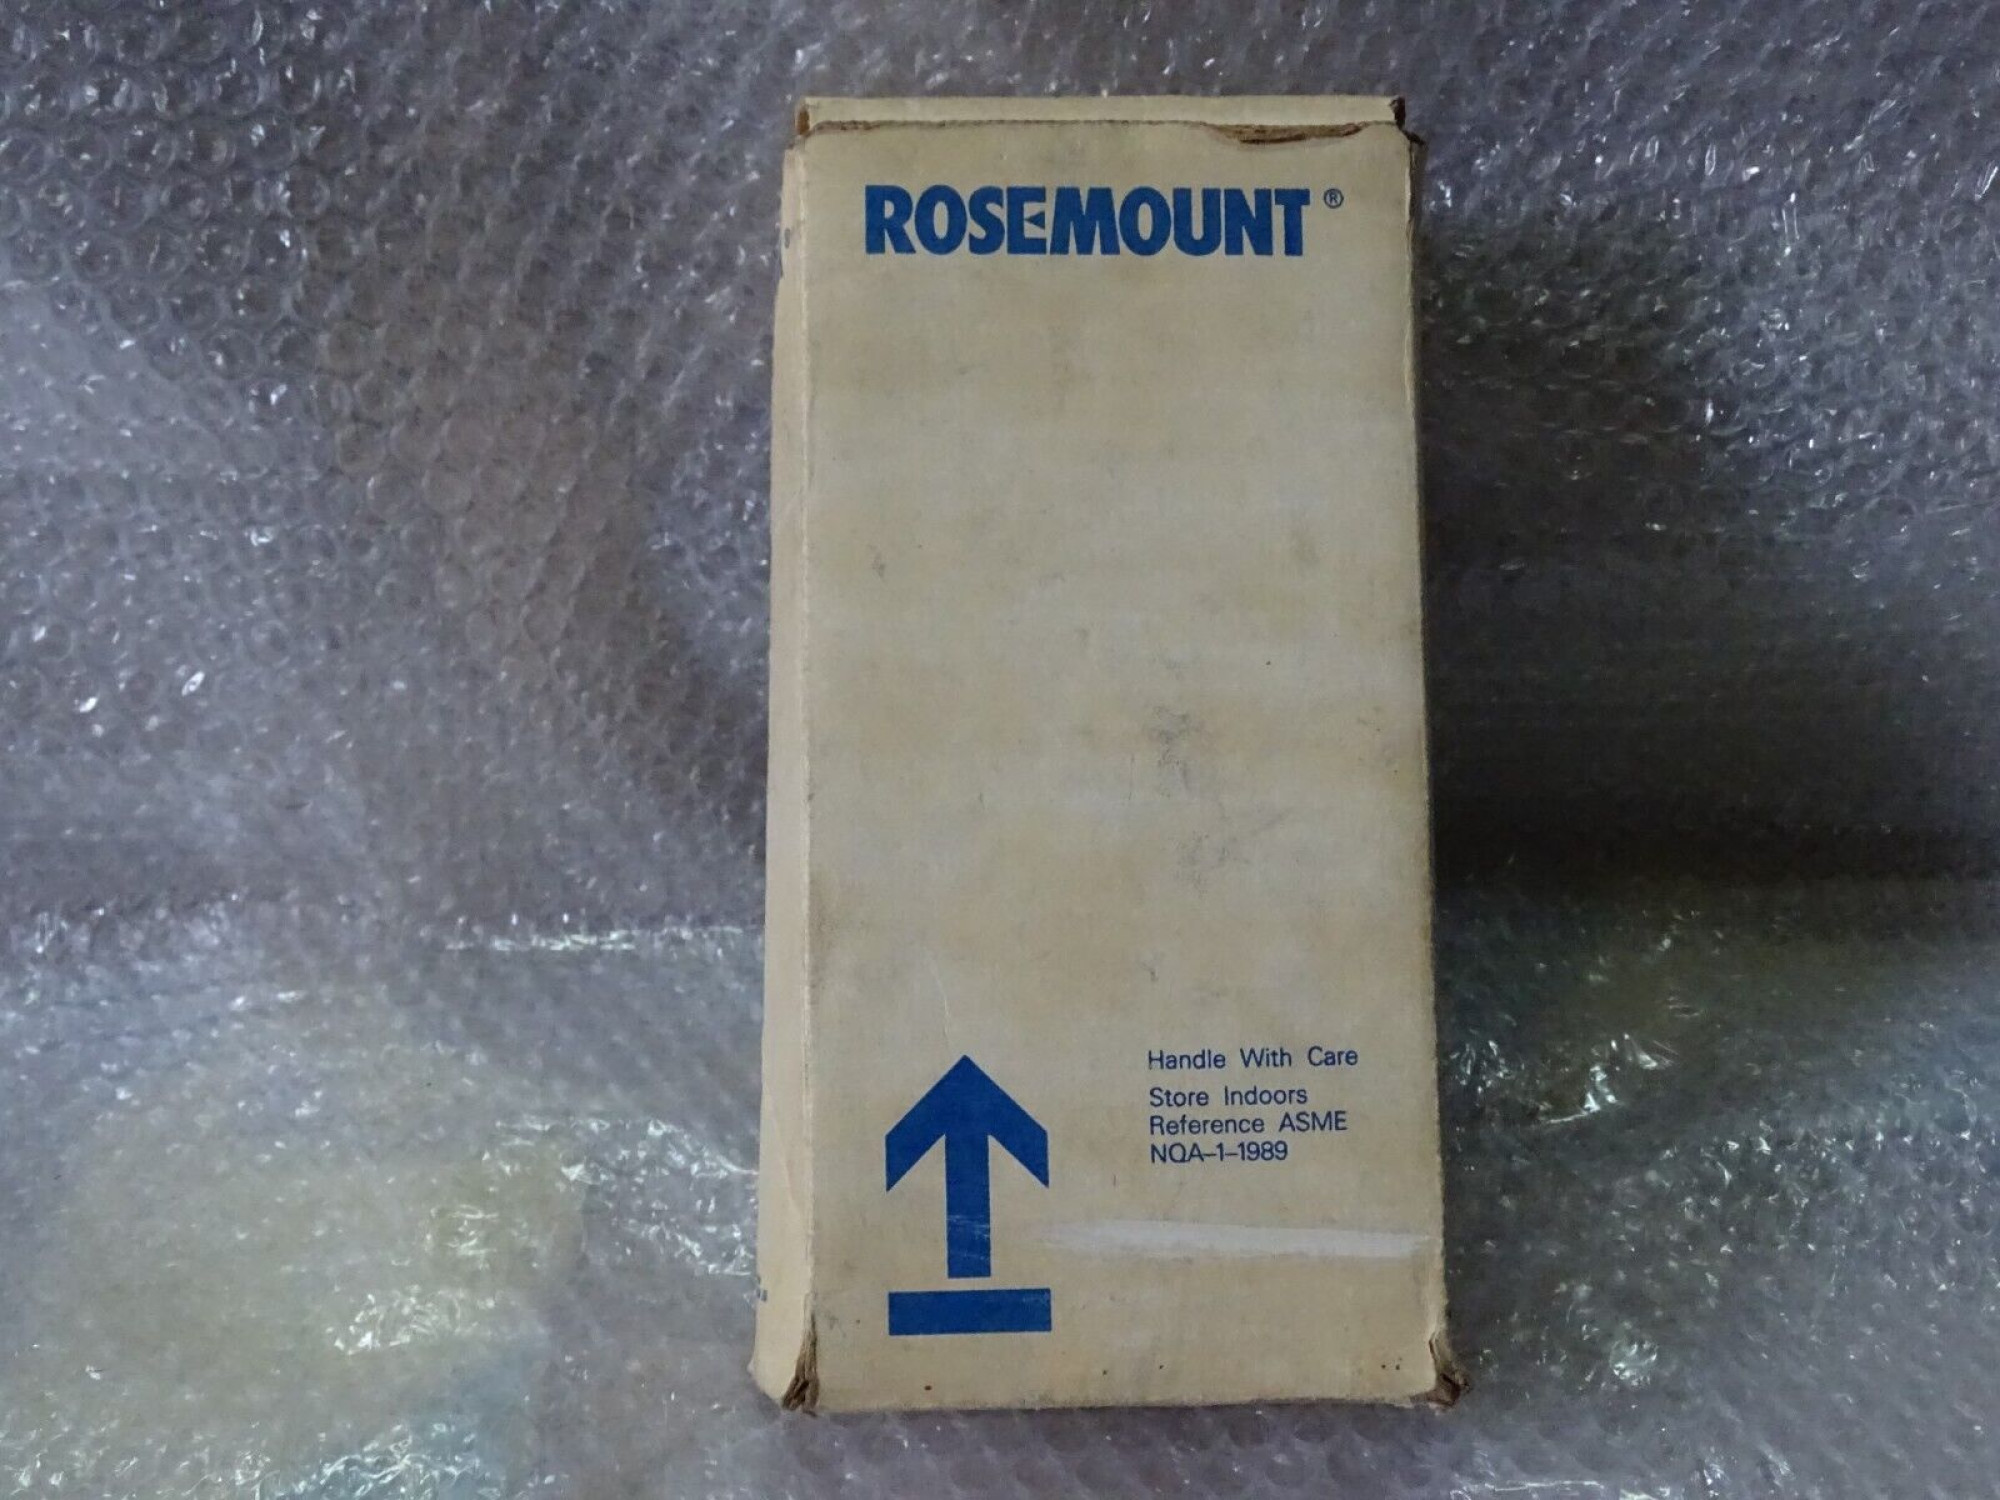 ROSEMOUNT®
Handle With Care
Store Indoors
Reference ASME
NQA-1-1989